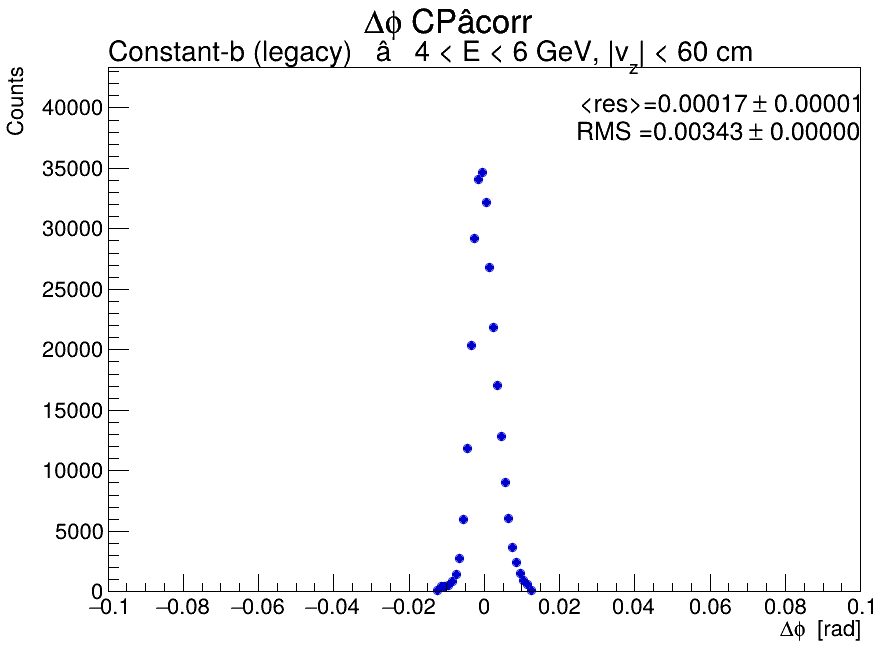 Δϕ CPâcorr
Constant-b (legacy) â 4 < E < 6 GeV, |v_z| < 60 cm
Counts
<res>=0.00017 ± 0.00001
RMS =0.00343 ± 0.00000
40000
35000
30000
25000
20000
15000
10000
5000
0
−0.1 −0.08 −0.06 −0.04 −0.02 0 0.02 0.04 0.06 0.08 0.1
Δϕ [rad]